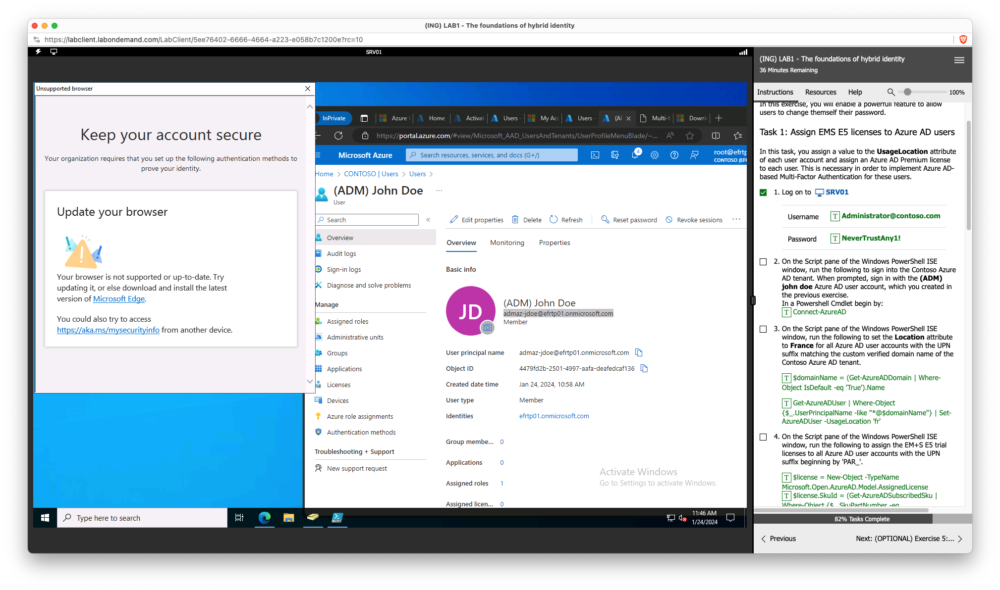 (ING) LAB1 - The foundations of hybrid identity
https://labclient.labondemand.com/LabClient/5ee76402-6666-4664-a223-e058b7c1200e?rc=10
SRV01
Unsupported browser
Keep your account secure
Your organization requires that you set up the following authentication methods to
prove your identity.
Update your browser
Your browser is not supported or up-to-date. Try
updating it, or else download and install the latest
version of Microsoft Edge.
You could also try to access
https://aka.ms/mysecurityinfo from another device.
InPrivate
Azure f
Home
Activat
Users -
My Acc
Users -
(AI
Multi-f
Downl
https://portal.azure.com/#view/Microsoft_AAD_UsersAndTenants/UserProfileMenuBlade/~...
Microsoft Azure
Search resources, services, and docs (G+/)
4
root@efrtp
CONTOSO (EFF
Home > CONTOSO | Users > Users >
(ADM) John Doe ...
User
Search
Edit properties
Delete
Refresh
Reset password
Revoke sessions
...
Overview
Audit logs
Sign-in logs
Diagnose and solve problems
Manage
Assigned roles
Administrative units
Groups
Applications
Licenses
Devices
Azure role assignments
Authentication methods
Troubleshooting + Support
New support request
Overview
Monitoring
Properties
Basic info
JD
(ADM) John Doe
admaz-jdoe@efrtp01.onmicrosoft.com
Member
User principal name admaz-jdoe@efrtp01.onmicrosoft.com
Object ID 4479fd2b-2501-4997-aafa-deafedcaf136
Created date time Jan 24, 2024, 10:58 AM
User type Member
Identities efrtp01.onmicrosoft.com
Group membe... 0
Applications 0
Assigned roles 1
Assigned licen... 0
Activate Windows
Go to Settings to activate Windows.
Type here to search
11:46 AM
1/24/2024
(ING) LAB1 - The foundations of hybrid identity
36 Minutes Remaining
Instructions
Resources
Help
100%
In this exercise, you will enable a powerfull feature to allow
users to change themself their password.
Task 1: Assign EMS E5 licenses to Azure AD users
In this task, you assign a value to the UsageLocation attribute
of each user account and assign an Azure AD Premium license
to each user. This is necessary in order to implement Azure AD-
based Multi-Factor Authentication for these users.
1. Log on to SRV01
Username T Administrator@contoso.com
Password T NeverTrustAny1!
2. On the Script pane of the Windows PowerShell ISE
window, run the following to sign into the Contoso Azure
AD tenant. When prompted, sign in with the (ADM)
john doe Azure AD user account, which you created in
the previous exercise.
In a Powershell Cmdlet begin by:
T Connect-AzureAD
3. On the Script pane of the Windows PowerShell ISE
window, run the following to set the Location attribute
to France for all Azure AD user accounts with the UPN
suffix matching the custom verified domain name of the
Contoso Azure AD tenant.
T $domainName = (Get-AzureADDomain | Where-
Object IsDefault -eq 'True').Name
T Get-AzureADUser | Where-Object
{$_.UserPrincipalName -like "*@$domainName"} | Set-
AzureADUser -UsageLocation 'fr'
4. On the Script pane of the Windows PowerShell ISE
window, run the following to assign the EM+S E5 trial
licenses to all Azure AD user accounts with the UPN
suffix beginning by 'PAR_'.
T $license = New-Object -TypeName
Microsoft.Open.AzureAD.Model.AssignedLicense
T $license.SkuId = (Get-AzureADSubscribedSku |
Where-Object {$_.SkuPartNumber -eq
82% Tasks Complete
Previous
Next: (OPTIONAL) Exercise 5:...